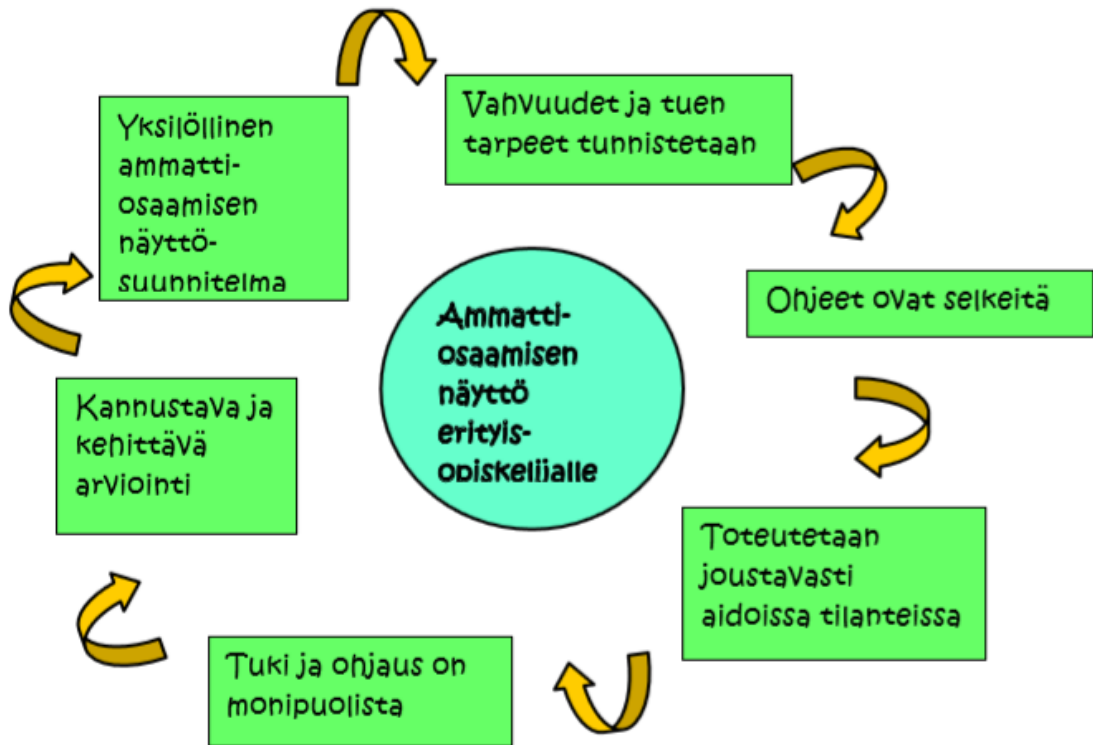 Yksilöllinen
ammatti-
osaamisen
näyttö-
suunnitelma
Vahvuudet ja tuen
tarpeet tunnistetaan
Ohjeet ovat selkeitä
Toteutetaan
joustavasti
aidoissa tilanteissa
Tuki ja ohjaus on
monipuolista
Kannustava ja
kehittävä
arviointi
Ammatti-
osaamisen
näyttö
erityis-
opiskelijalle